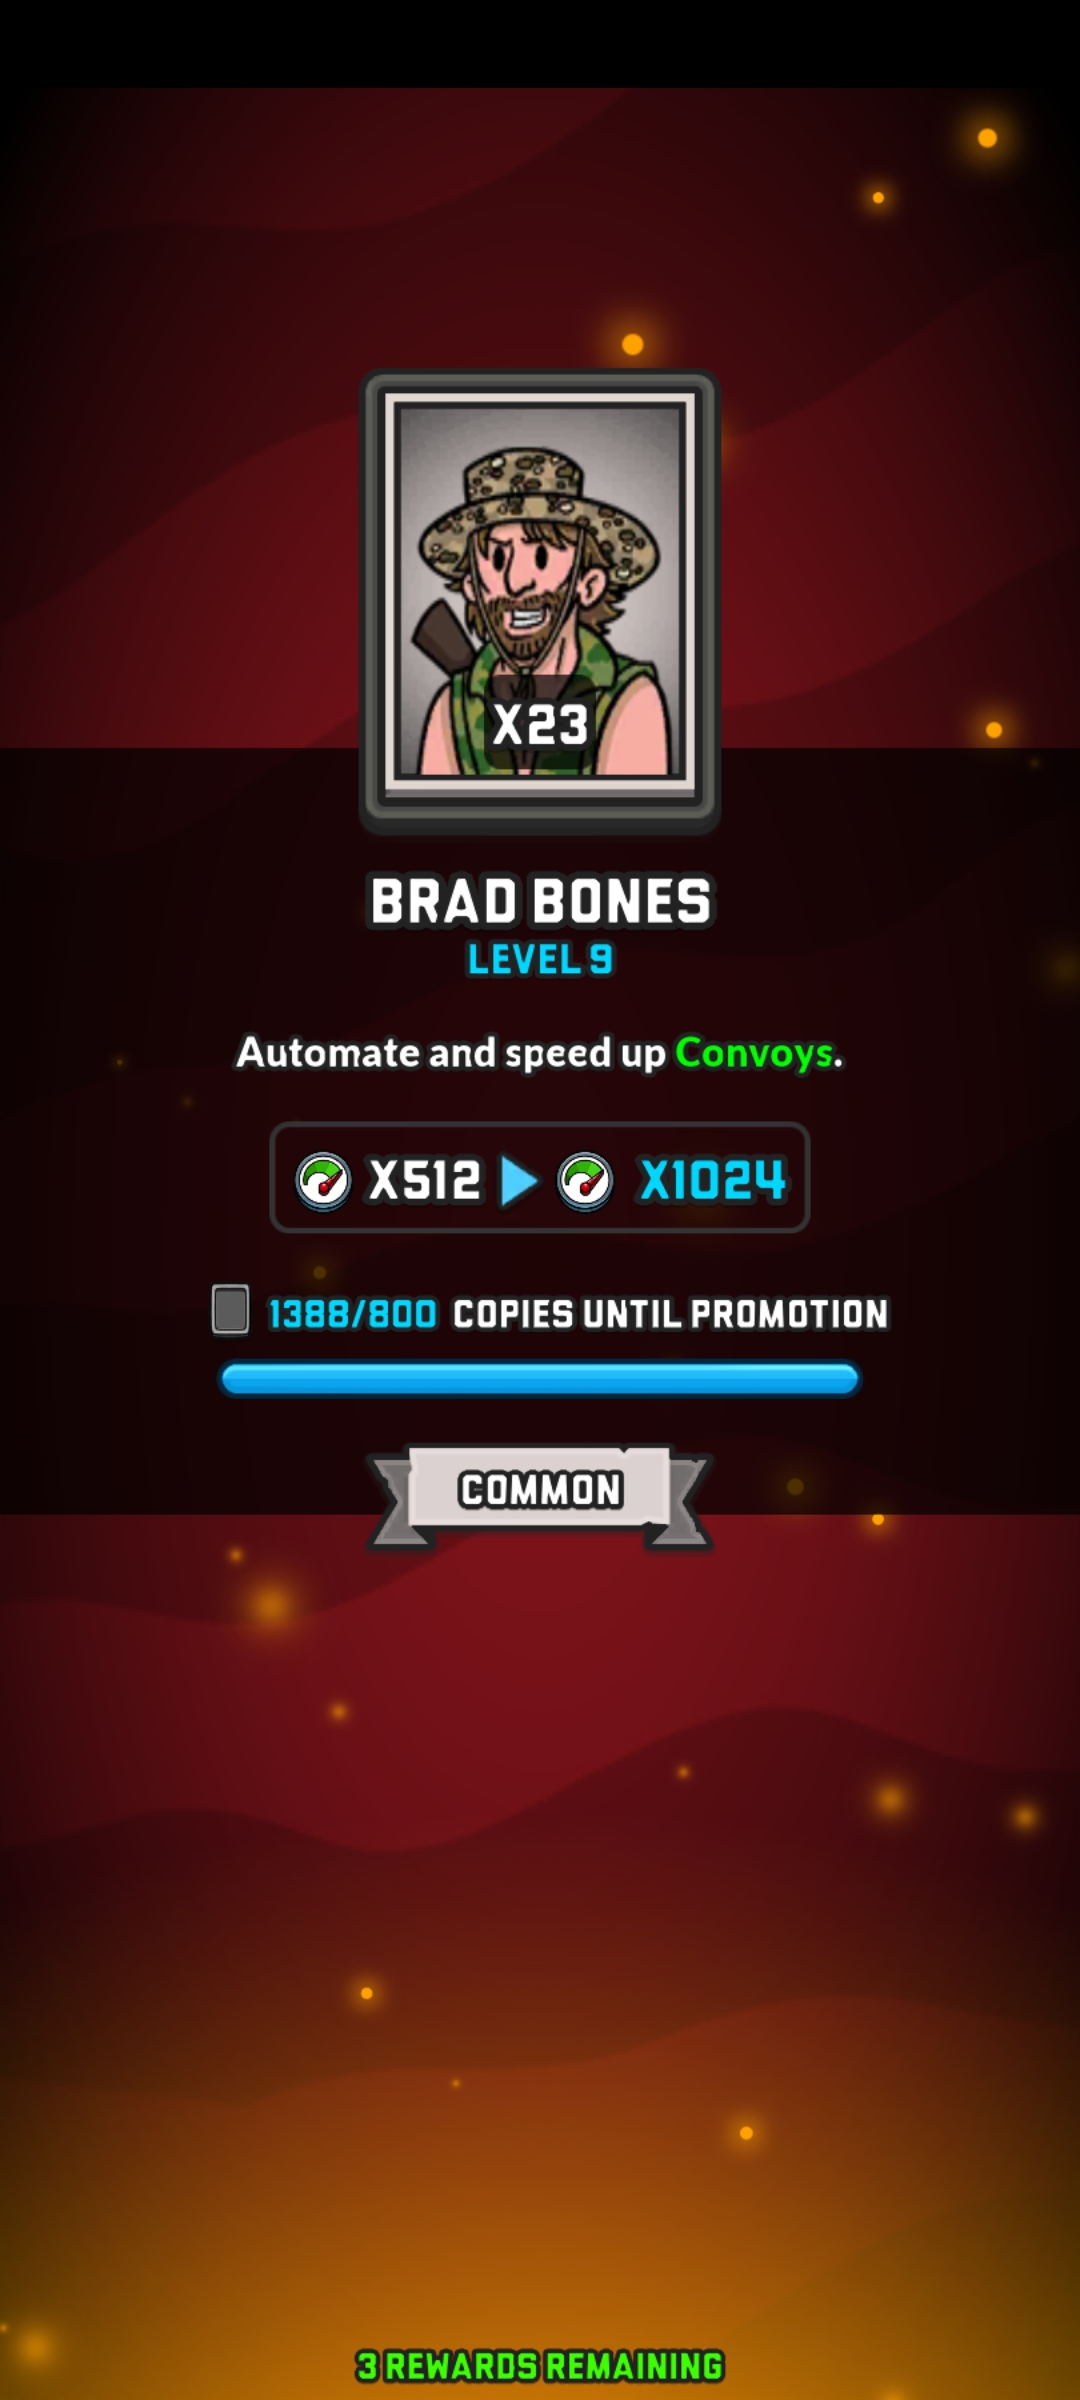 X23
BRAD BONES
LEVEL 9
Automate and speed up Convoys.
X512 X1024
1388/800 COPIES UNTIL PROMOTION
COMMON
3 REWARDS REMAINING